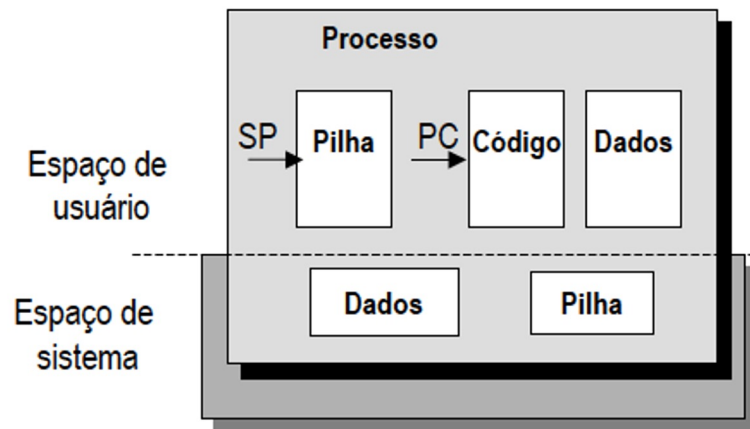 Processo
SP
Pilha
PC
Código
Dados
Espaço de
usuário
Dados
Pilha
Espaço de
sistema